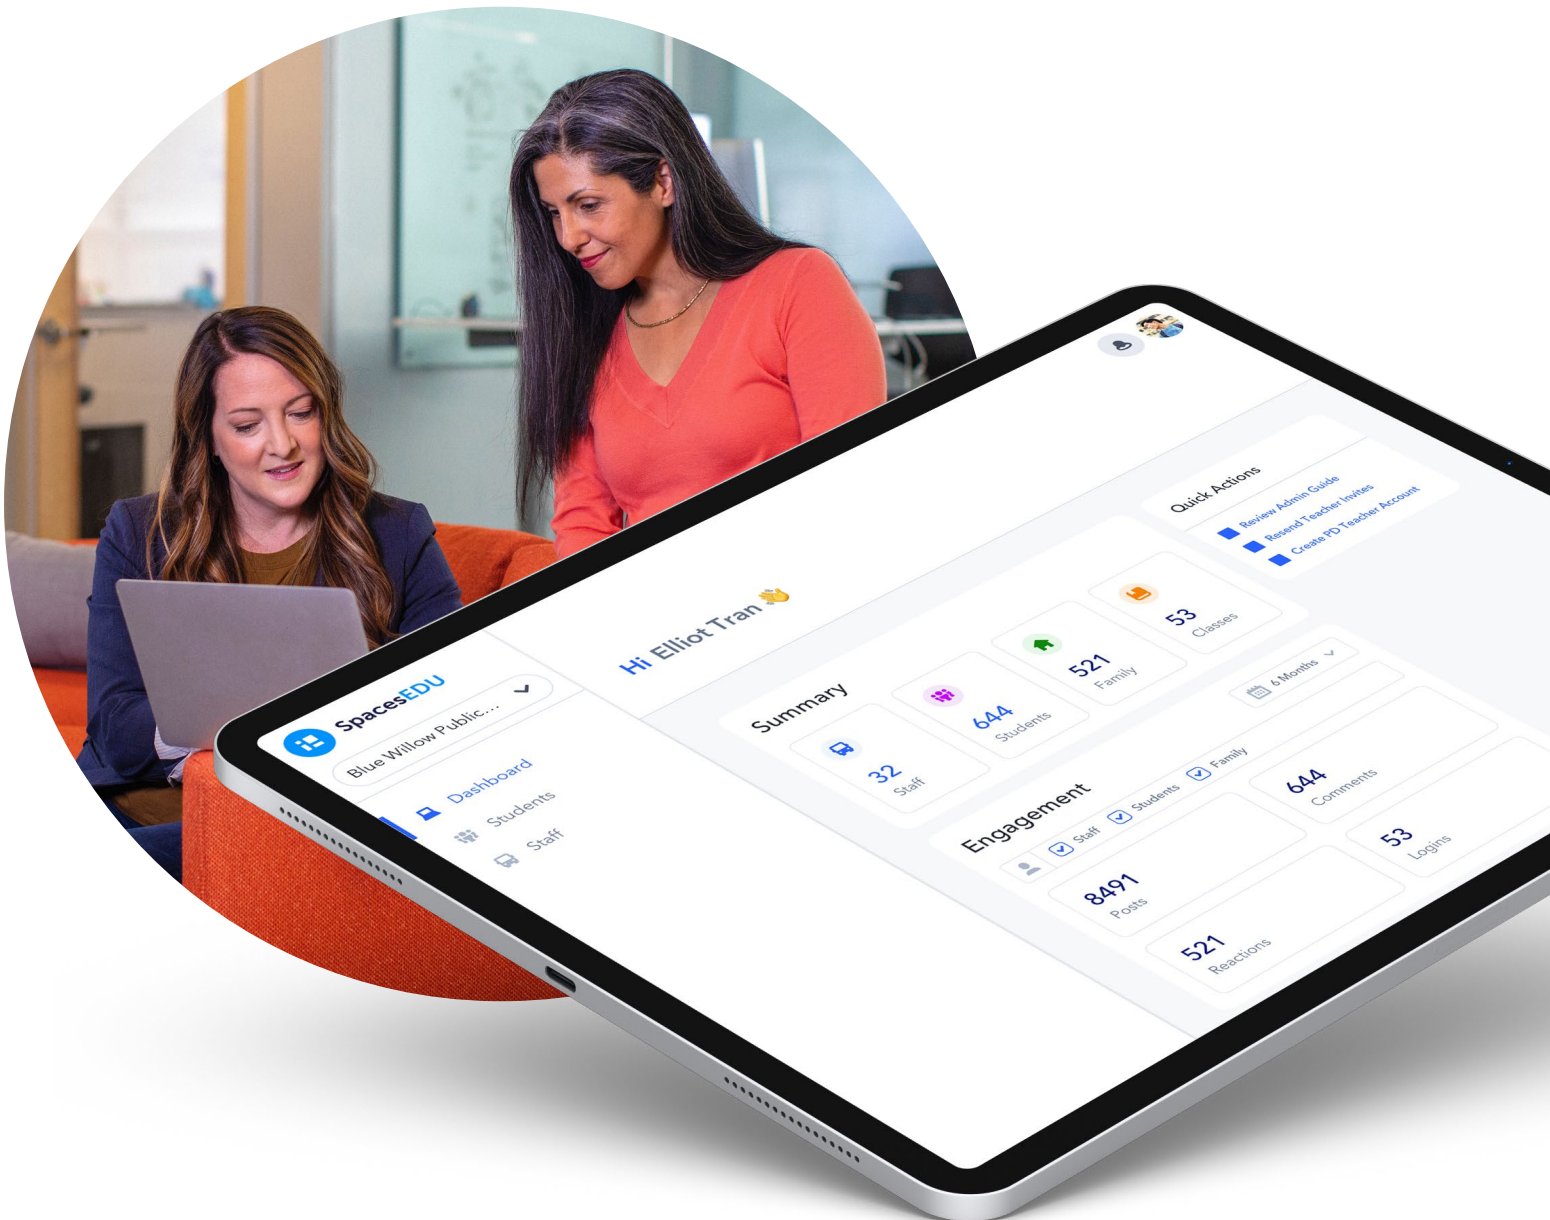 SpacesEDU
Blue Willow Public...
Dashboard
Students
Staff
Hi Elliot Tran 👋
Summary
32
Staff
644
Students
521
Family
53
Classes
Quick Actions
Review Admin Guide
Resend Teacher Invites
Create PD Teacher Account
Engagement
6 Months
Staff
Students
Family
8491
Posts
644
Comments
521
Reactions
53
Logins